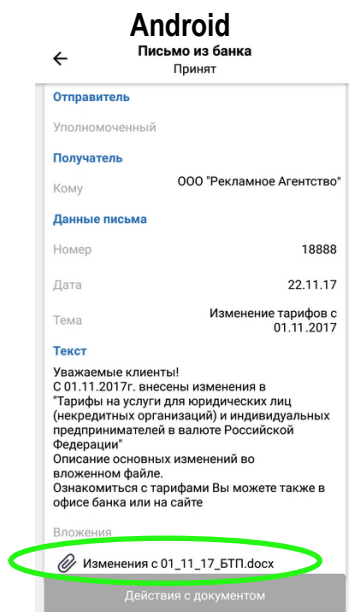 Android
Письмо из банка
Принят
Отправитель
Уполномоченный
Получатель
Кому ООО "Рекламное Агентство"
Данные письма
Номер 18888
Дата 22.11.17
Тема Изменение тарифов с
01.11.2017
Текст
Уважаемые клиенты!
С 01.11.2017г. внесены изменения в
"Тарифы на услуги для юридических лиц
(некредитных организаций) и индивидуальных
предпринимателей в валюте Российской
Федерации"
Описание основных изменений во
вложенном файле.
Ознакомиться с тарифами Вы можете также в
офисе банка или на сайте
Вложения
Изменения с 01_11_17_БТП.docx
Действия с документом